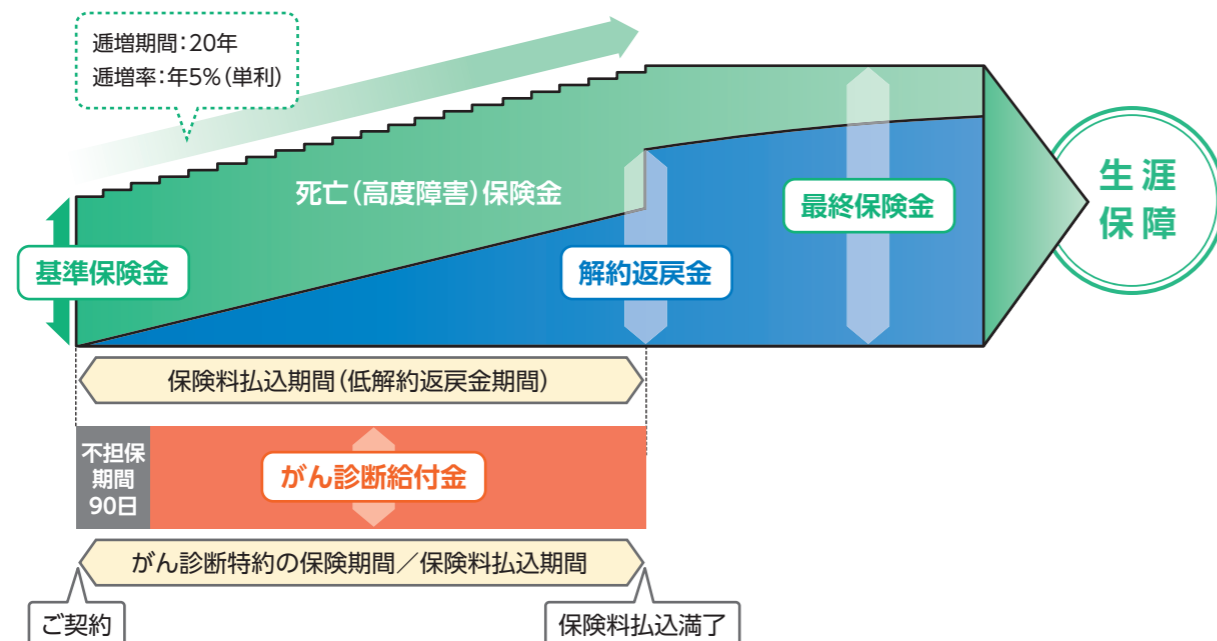 逓増期間：20年
逓増率：年5％（単利）
死亡（高度障害）保険金
生涯
保障
最終保険金
基準保険金
解約返戻金
保険料払込期間（低解約返戻金期間）
不担保
期間
90日
がん診断給付金
がん診断特約の保険期間／保険料払込期間
ご契約
保険料払込満了